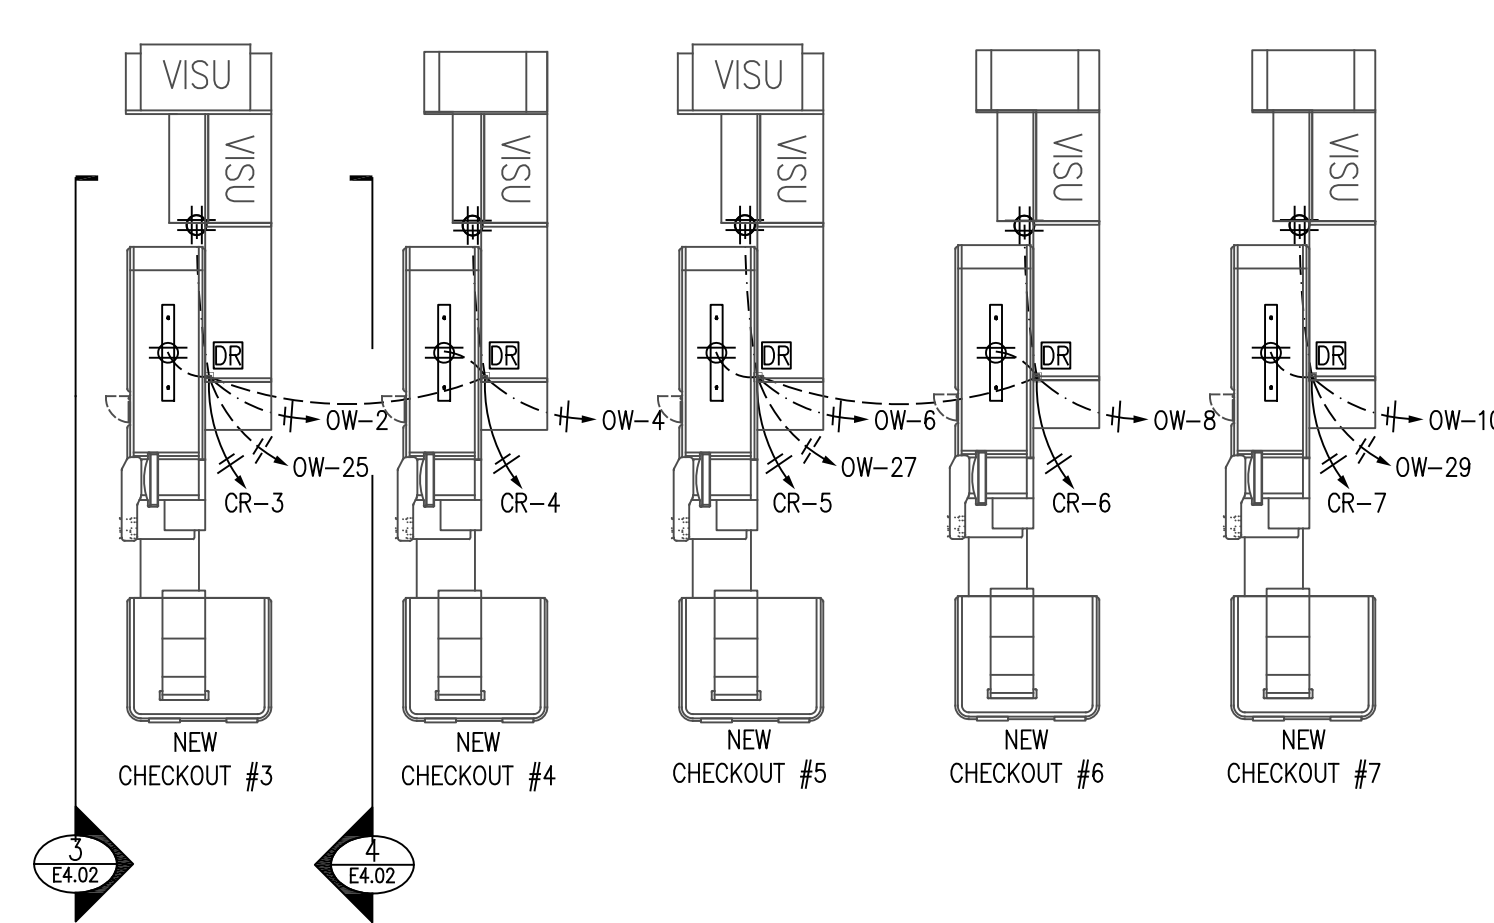 VISU
VISU
VISU
VISU
VISU
VISU
VISU
DR
DR
DR
DR
DR
OW-2
OW-4
OW-6
OW-8
OW-10
OW-25
OW-27
OW-29
CR-3
CR-4
CR-5
CR-6
CR-7
NEW
CHECKOUT #3
NEW
CHECKOUT #4
NEW
CHECKOUT #5
NEW
CHECKOUT #6
NEW
CHECKOUT #7
3
E4.02
4
E4.02